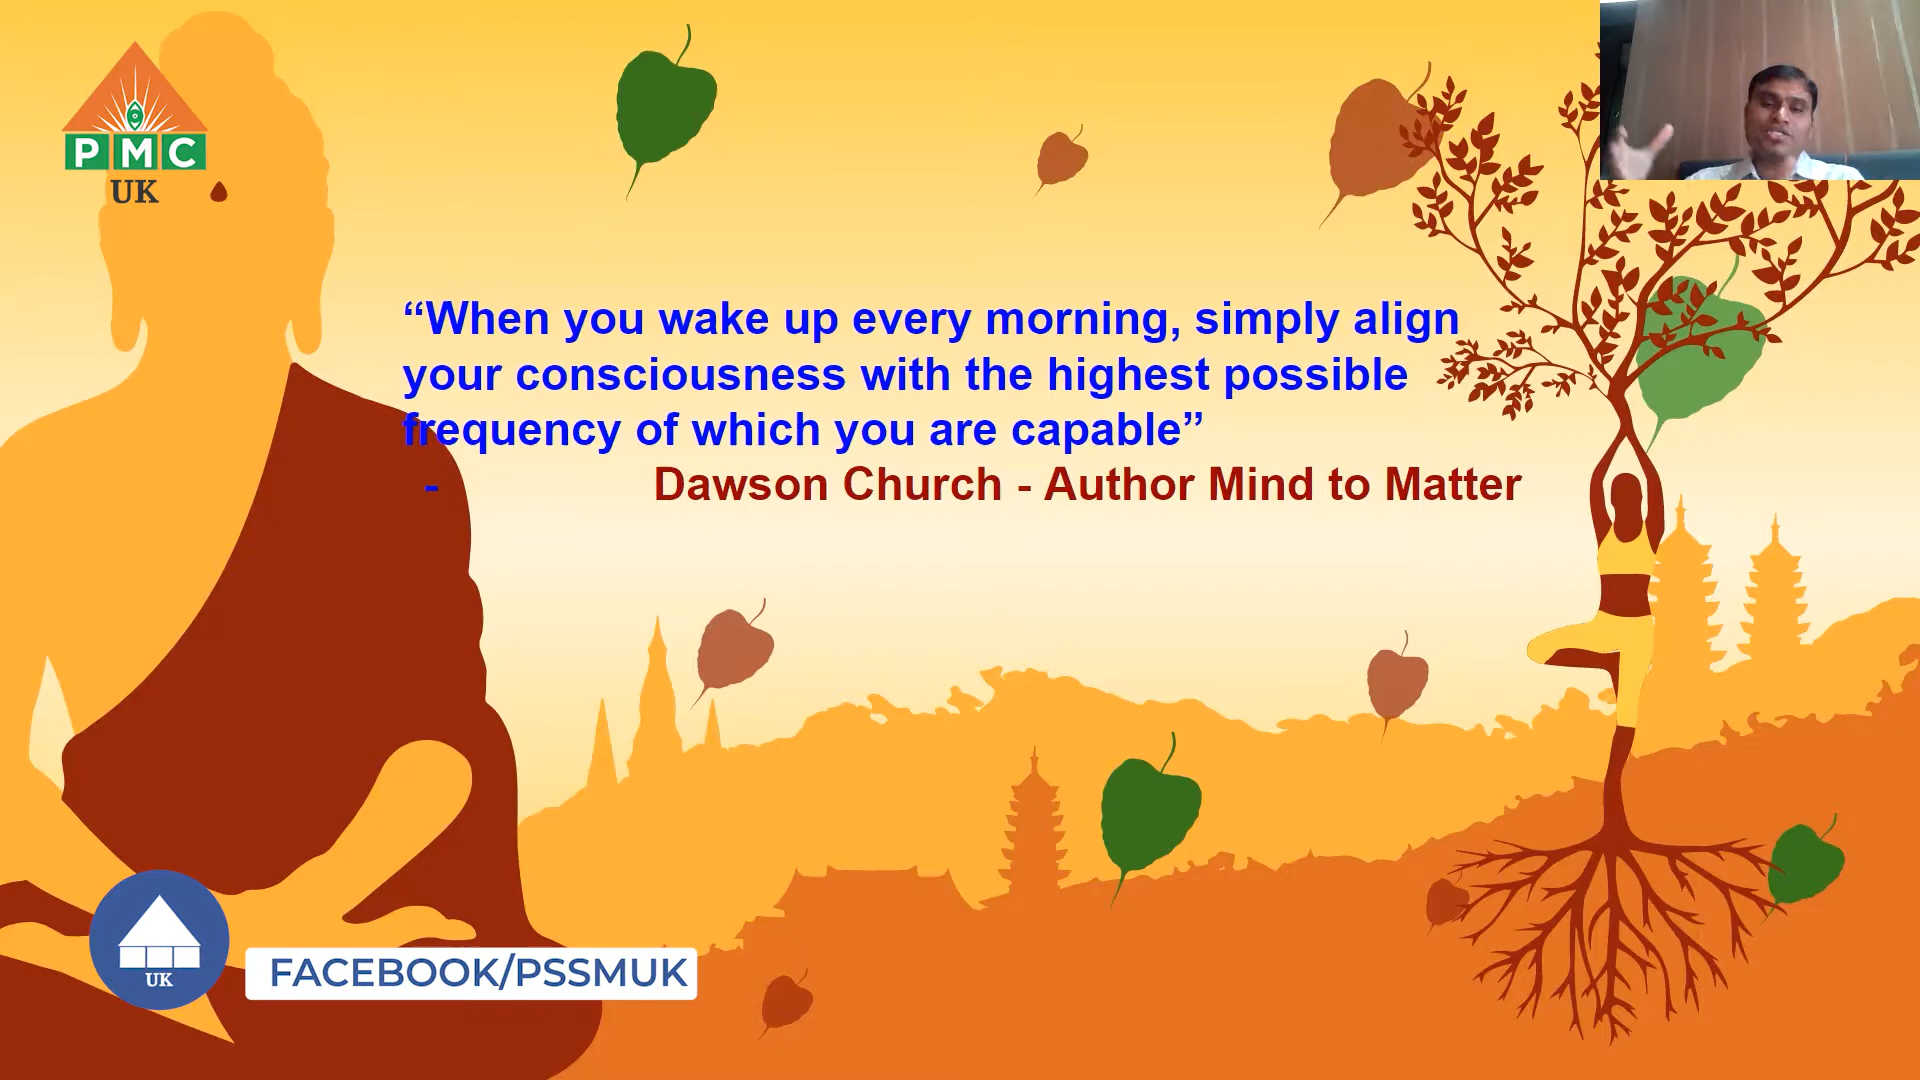 PMC
UK
“When you wake up every morning, simply align
your consciousness with the highest possible
frequency of which you are capable”
- Dawson Church - Author Mind to Matter
UK
FACEBOOK/PSSMUK